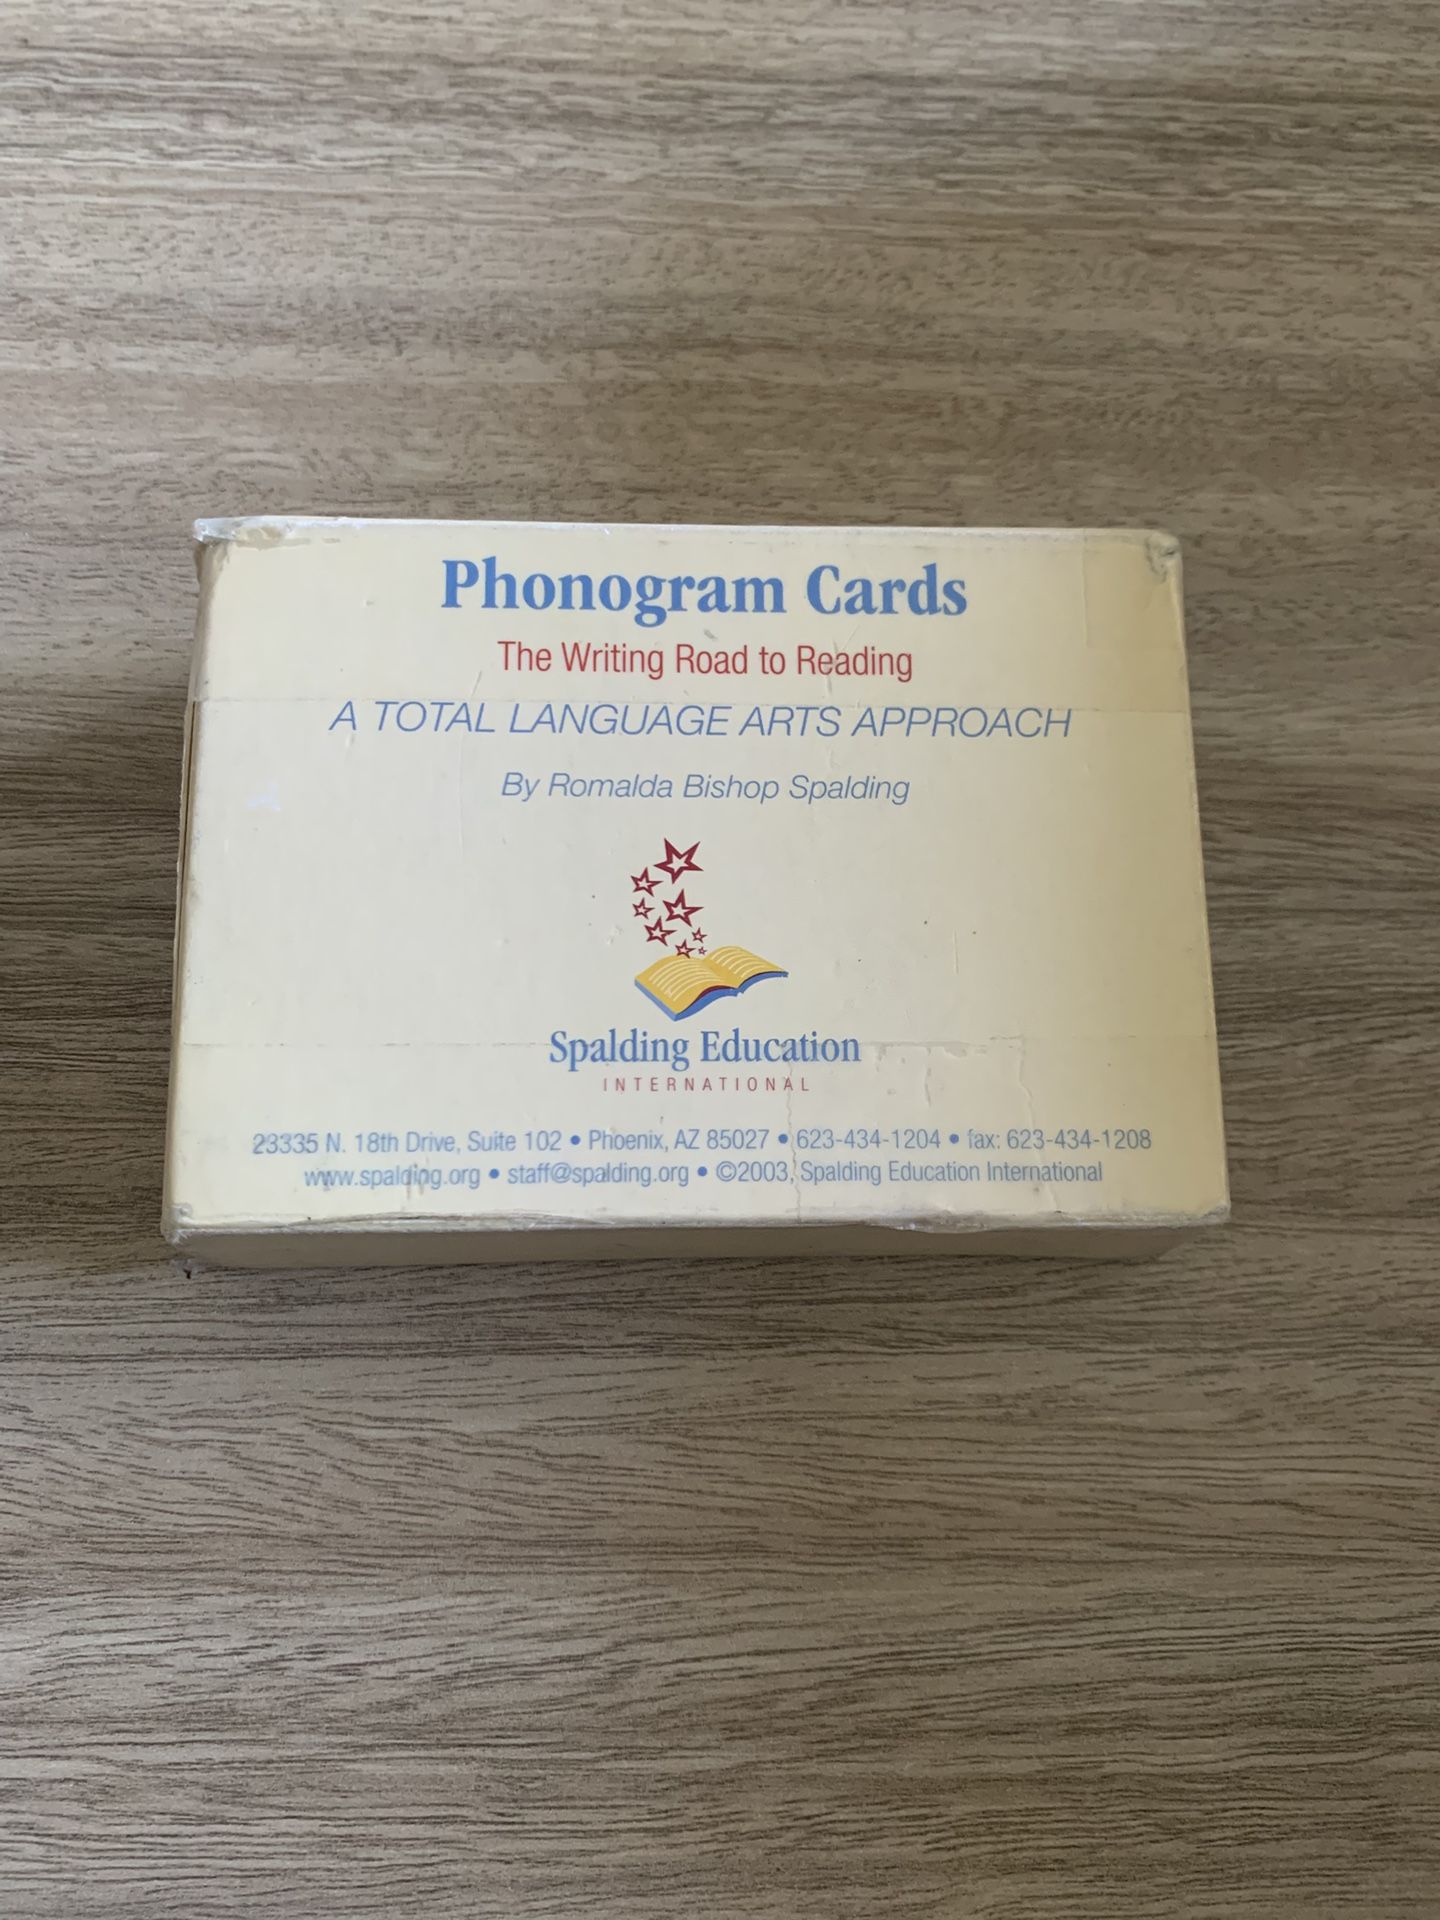 Phonogram Cards
The Writing Road to Reading
A TOTAL LANGUAGE ARTS APPROACH
By Romalda Bishop Spalding
Spalding Education
INTERNATIONAL
23335 N. 18th Drive, Suite 102 • Phoenix, AZ 85027 • 623-434-1204 • fax: 623-434-1208
www.spalding.org • staff@spalding.org • ©2003, Spalding Education International